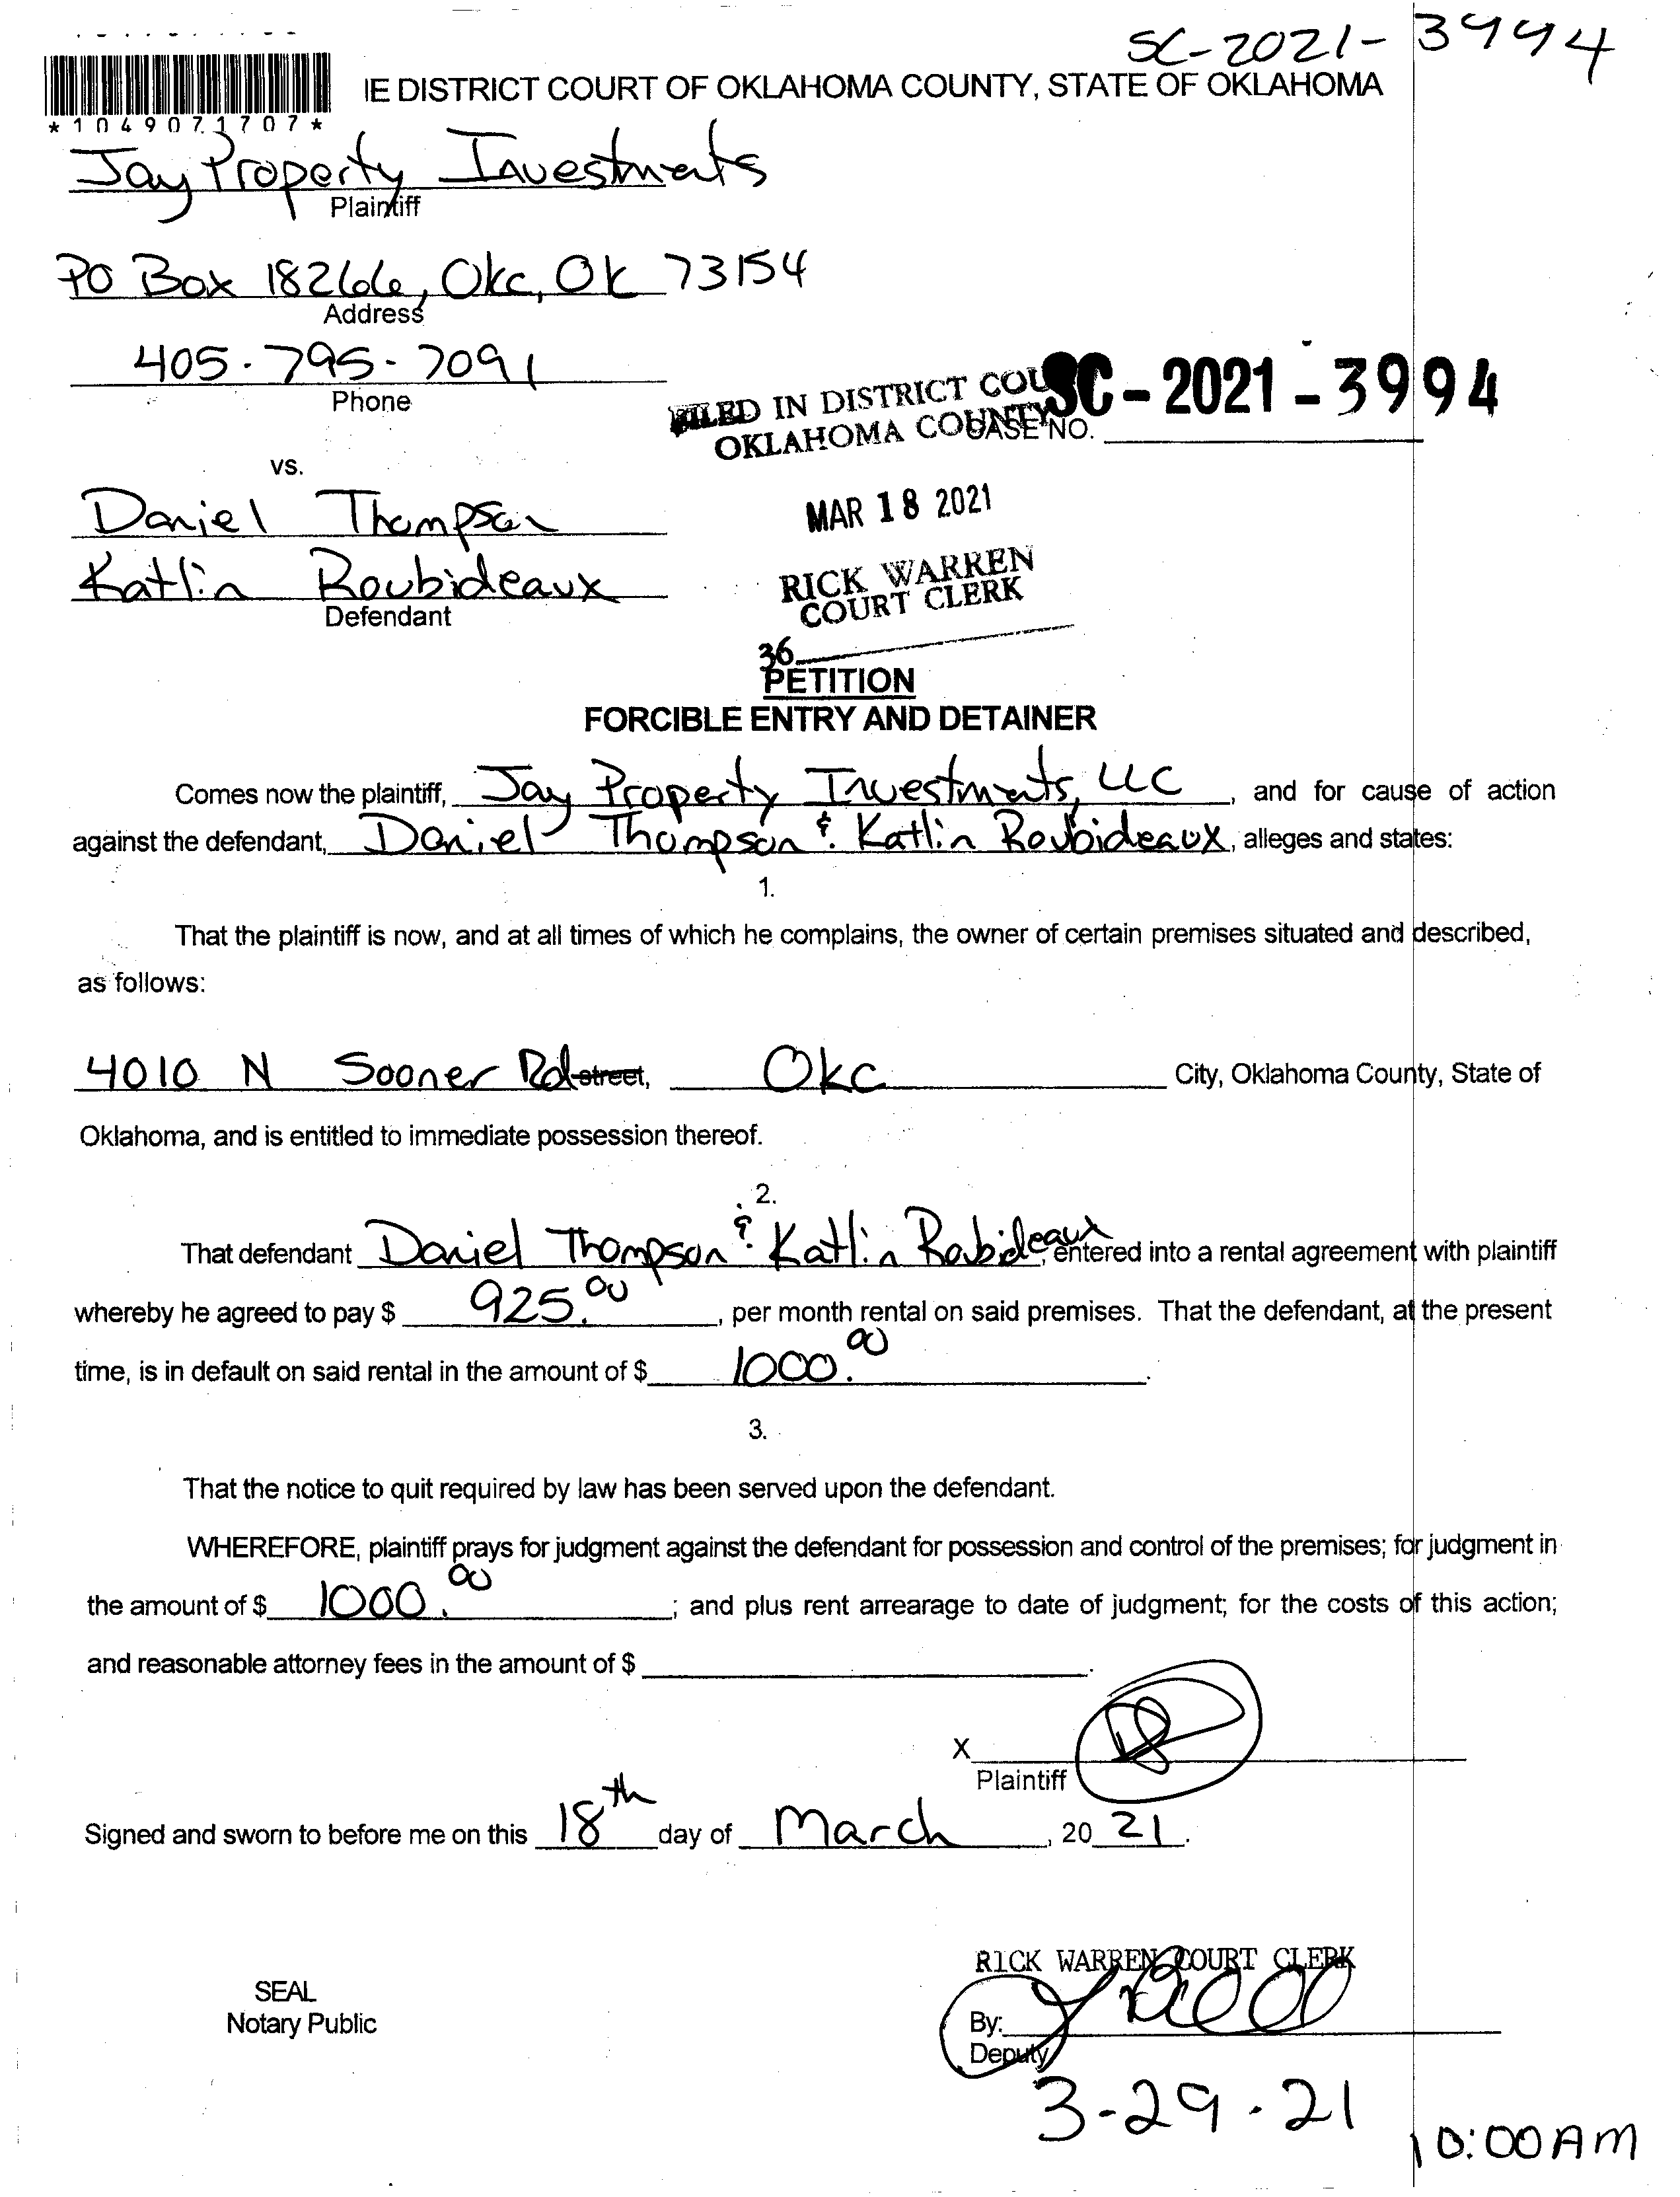 SC-2021-3994
IE DISTRICT COURT OF OKLAHOMA COUNTY, STATE OF OKLAHOMA
*1049071707*
Jay Property Investments
Plaintiff
PO Box 18266, Okc, Ok 73154
Address
405-795-7091
Phone
FILED IN DISTRICT COU
OKLAHOMA COUNTY
SC-2021-3994
CASE NO.
vs.
Daniel Thompson
Katlin Roubideaux
Defendant
MAR 18 2021
RICK WARREN
COURT CLERK
36
PETITION
FORCIBLE ENTRY AND DETAINER
Comes now the plaintiff, Jay Property Investments, LLC, and for cause of action
against the defendant, Daniel Thompson & Katlin Roubideaux, alleges and states:
1.
That the plaintiff is now, and at all times of which he complains, the owner of certain premises situated and described,
as follows:
4010 N Sooner Rd street, Okc City, Oklahoma County, State of
Oklahoma, and is entitled to immediate possession thereof.
2.
That defendant Daniel Thompson & Katlin Robideaux, entered into a rental agreement with plaintiff
whereby he agreed to pay $ 925.00, per month rental on said premises. That the defendant, at the present
time, is in default on said rental in the amount of $ 1000.00.
3.
That the notice to quit required by law has been served upon the defendant.
WHEREFORE, plaintiff prays for judgment against the defendant for possession and control of the premises; for judgment in
the amount of $ 1000.00; and plus rent arrearage to date of judgment; for the costs of this action;
and reasonable attorney fees in the amount of $.
X
Plaintiff
Signed and sworn to before me on this 18th day of March, 20 21.
RICK WARREN COURT CLERK
SEAL
Notary Public
By:
Deputy
3-29-21
10:00AM